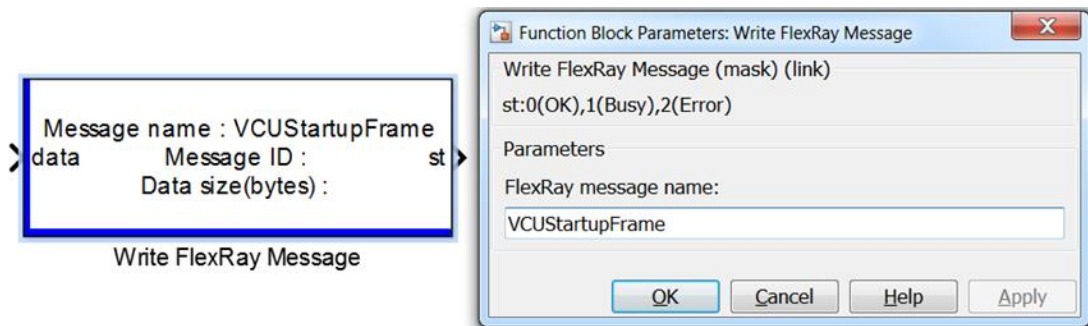 Message name : VCUStartupFrame
data Message ID : st
Data size(bytes) :
Write FlexRay Message
Function Block Parameters: Write FlexRay Message
Write FlexRay Message (mask) (link)
st:0(OK),1(Busy),2(Error)
Parameters
FlexRay message name:
VCUStartupFrame
OK Cancel Help Apply